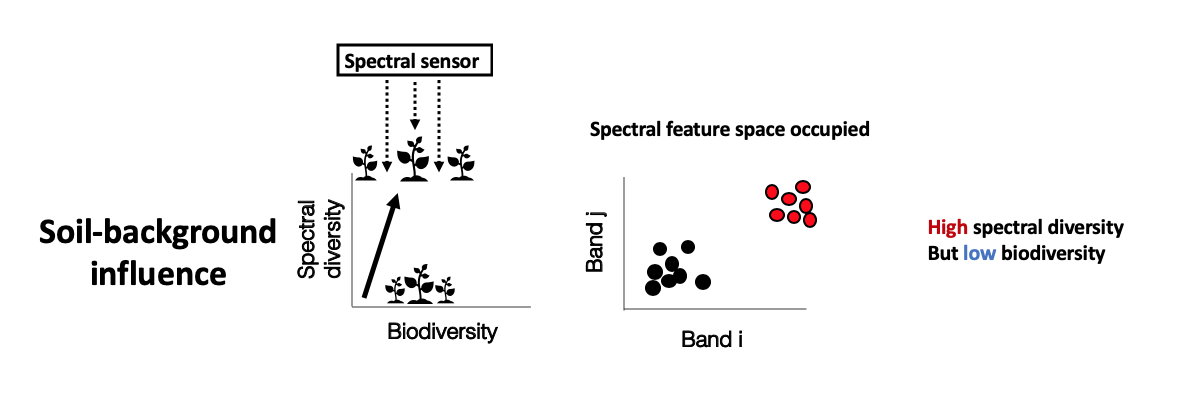 Spectral sensor
Spectral feature space occupied
Soil-background
influence
Spectral
diversity
Biodiversity
Band j
Band i
High spectral diversity
But low biodiversity